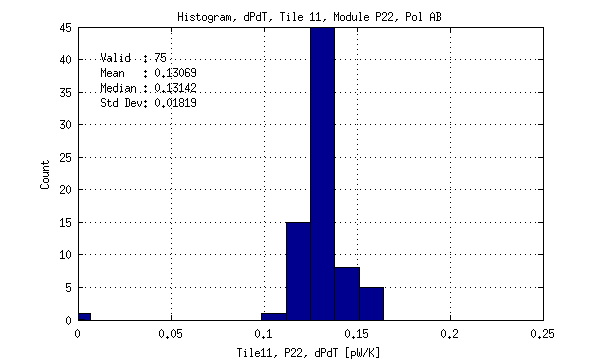 Histogram, dPdT, Tile 11, Module P22, Pol AB
Valid : 75
Mean : 0.13069
Median : 0.13142
Std Dev: 0.01819
45
40
35
30
25
20
15
10
5
0
Count
0 0.05 0.1 0.15 0.2 0.25
Tile11, P22, dPdT [pW/K]